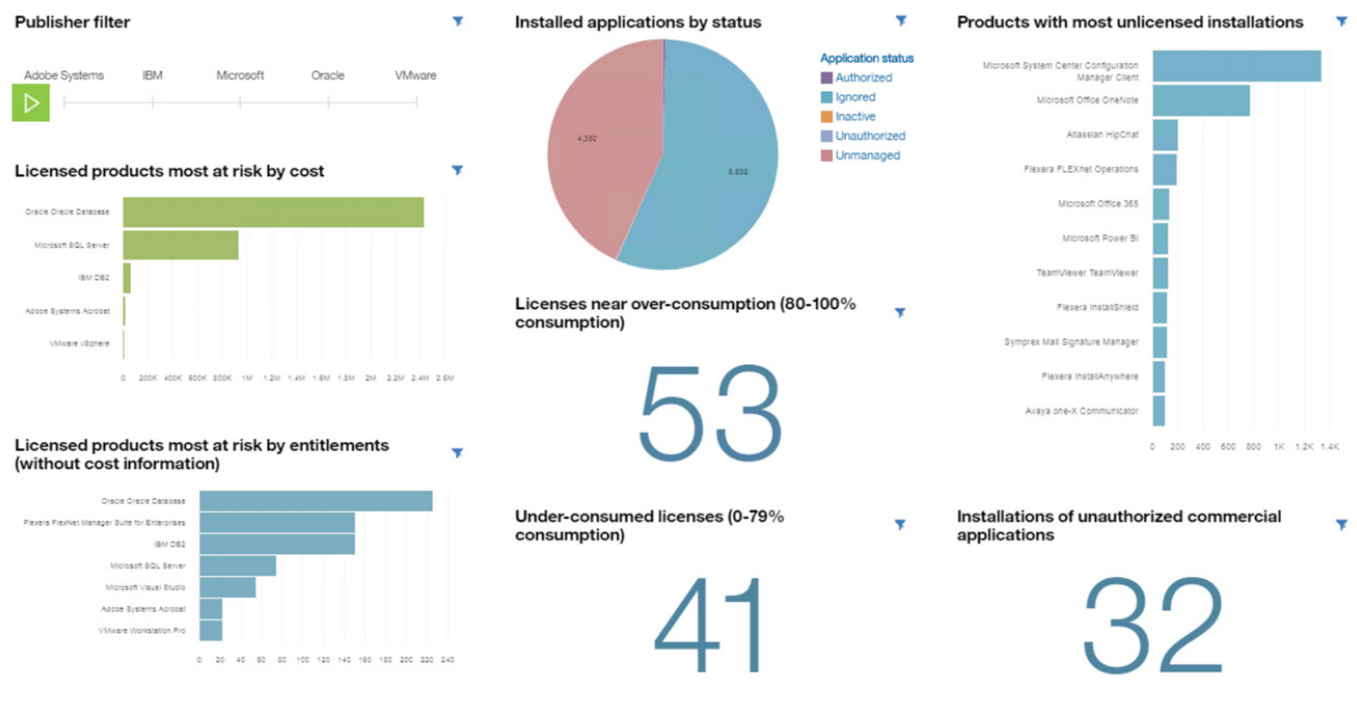 Publisher filter
Adobe Systems IBM Microsoft Oracle VMware
Licensed products most at risk by cost
Oracle Oracle Database
Microsoft SQL Server
IBM DB2
Adobe Systems Acrobat
VMware vSphere
0 200K 400K 600K 800K 1M 1.2M 1.4M 1.6M 1.8M 2M 2.2M 2.4M 2.6M
Licensed products most at risk by entitlements
(without cost information)
Oracle Oracle Database
Flexera FlexNet Manager Suite for Enterprises
IBM DB2
Microsoft SQL Server
Microsoft Visual Studio
Adobe Systems Acrobat
VMware Workstation Pro
0 20 40 60 80 100 120 140 160 180 200 220 240
Installed applications by status
Application status
Authorized
Ignored
Inactive
Unauthorized
Unmanaged
Licenses near over-consumption (80-100%
consumption)
53
Under-consumed licenses (0-79%
consumption)
41
Products with most unlicensed installations
Microsoft System Center Configuration
Manager Client
Microsoft Office OneNote
Atlassian HipChat
Flexera FLEXnet Operations
Microsoft Office 365
Microsoft Power BI
TeamViewer TeamViewer
Flexera InstallShield
Symprex Mail Signature Manager
Flexera InstallAnywhere
Avaya one-X Communicator
0 200 400 600 800 1K 1.2K 1.4K
Installations of unauthorized commercial
applications
32